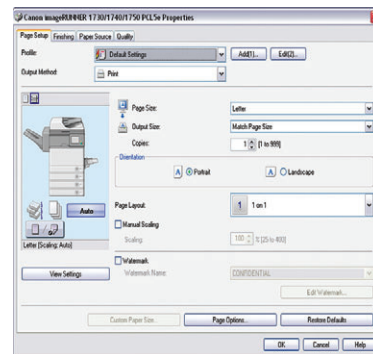 Canon imageRUNNER 1730/1740/1750 PCL5e Properties
Page Setup Finishing Paper Source Quality
Profile: Default Settings Add(1)... Edit(2)...
Output Method: Print
Page Size: Letter
Output Size: Match Page Size
Copies: 1 [1 to 999]
Orientation
A Portrait A Landscape
Auto
Page Layout: 1 1 on 1
Manual Scaling
Scaling: 100 % [25 to 400]
Letter [Scaling: Auto]
Watermark
View Settings Watermark Name: CONFIDENTIAL
Edit Watermark...
Custom Paper Size... Page Options... Restore Defaults
OK Cancel Help